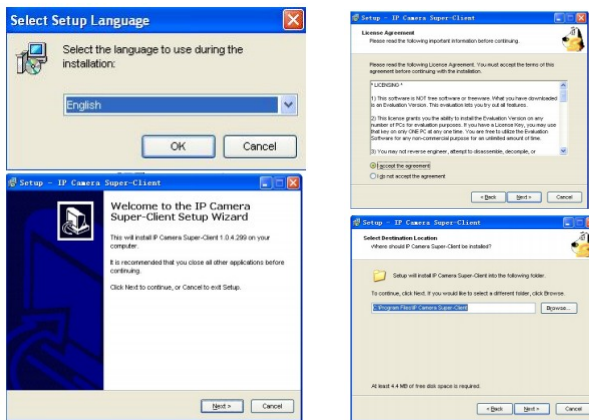 Select Setup Language
Select the language to use during the
installation:
English
OK
Cancel
Setup - IP Camera Super-Client
Welcome to the IP Camera
Super-Client Setup Wizard
This will install IP Camera Super-Client 1.0.4.299 on your
computer.
It is recommended that you close all other applications before
continuing.
Click Next to continue, or Cancel to exit Setup.
Next >
Cancel
Setup - IP Camera Super-Client
License Agreement
Please read the following important information before continuing.
Please read the following License Agreement. You must accept the terms of this
agreement before continuing with the installation.
* LICENSING *
1) This software is NOT free software or freeware. What you have downloaded
is an Evaluation Version. This evaluation lets you try out all features.
2) This license grants you the ability to install the Evaluation Version on any
number of PCs for evaluation purposes. If you have a License Key, you may use
that key on only ONE PC at any one time. You are free to utilize the Evaluation
Software for any non-commercial purpose for an unlimited amount of time.
3) You may not reverse engineer, attempt to disassemble, decompile, or
I accept the agreement
I do not accept the agreement
< Back
Next >
Cancel
Setup - IP Camera Super-Client
Select Destination Location
Where should IP Camera Super-Client be installed?
Setup will install IP Camera Super-Client into the following folder.
To continue, click Next. If you would like to select a different folder, click Browse.
C:\Program Files\IP Camera Super-Client
Browse...
At least 4.4 MB of free disk space is required.
< Back
Next >
Cancel